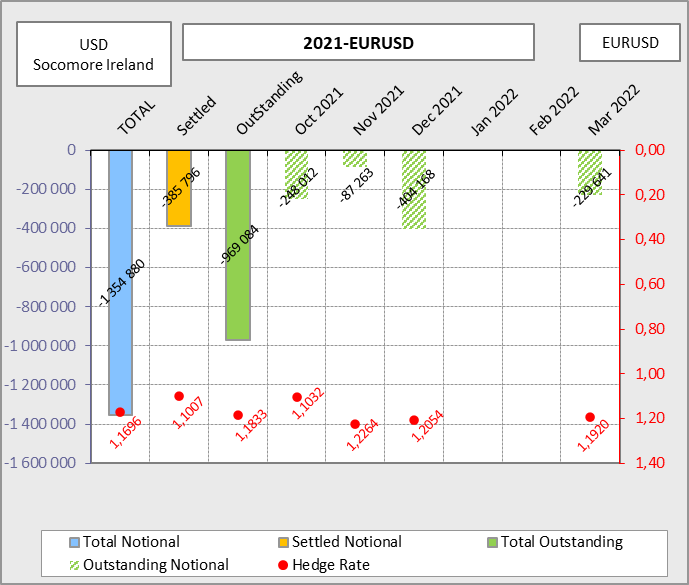 USD
Socomore Ireland
2021-EURUSD
EURUSD
TOTAL
Settled
OutStanding
Oct 2021
Nov 2021
Dec 2021
Jan 2022
Feb 2022
Mar 2022
0
-200 000
-400 000
-600 000
-800 000
-1 000 000
-1 200 000
-1 400 000
-1 600 000
0,00
0,20
0,40
0,60
0,80
1,00
1,20
1,40
-1 354 880
-385 796
-969 084
-248 012
-87 263
-404 168
-229 641
1,1696
1,1007
1,1833
1,1032
1,2264
1,2054
1,1920
Total Notional
Settled Notional
Total Outstanding
Outstanding Notional
Hedge Rate